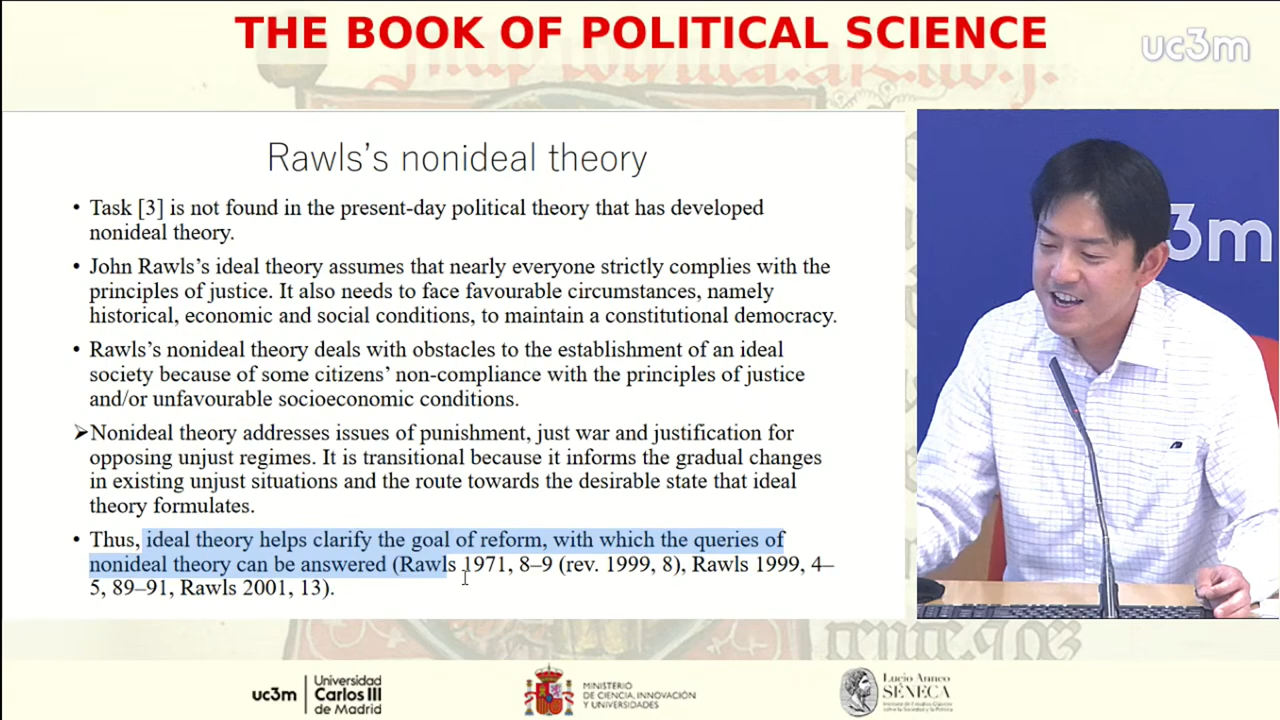 THE BOOK OF POLITICAL SCIENCE
uc3m
Rawls's nonideal theory
• Task [3] is not found in the present-day political theory that has developed
nonideal theory.
• John Rawls's ideal theory assumes that nearly everyone strictly complies with the
principles of justice. It also needs to face favourable circumstances, namely
historical, economic and social conditions, to maintain a constitutional democracy.
• Rawls's nonideal theory deals with obstacles to the establishment of an ideal
society because of some citizens' non-compliance with the principles of justice
and/or unfavourable socioeconomic conditions.
➤Nonideal theory addresses issues of punishment, just war and justification for
opposing unjust regimes. It is transitional because it informs the gradual changes
in existing unjust situations and the route towards the desirable state that ideal
theory formulates.
• Thus, ideal theory helps clarify the goal of reform, with which the queries of
nonideal theory can be answered (Rawls 1971, 8–9 (rev. 1999, 8), Rawls 1999, 4–
5, 89–91, Rawls 2001, 13).
3m
uc3m
Universidad
Carlos III
de Madrid
MINISTERIO
DE CIENCIA, INNOVACIÓN
Y UNIVERSIDADES
Lucio Anneo
SÉNECA